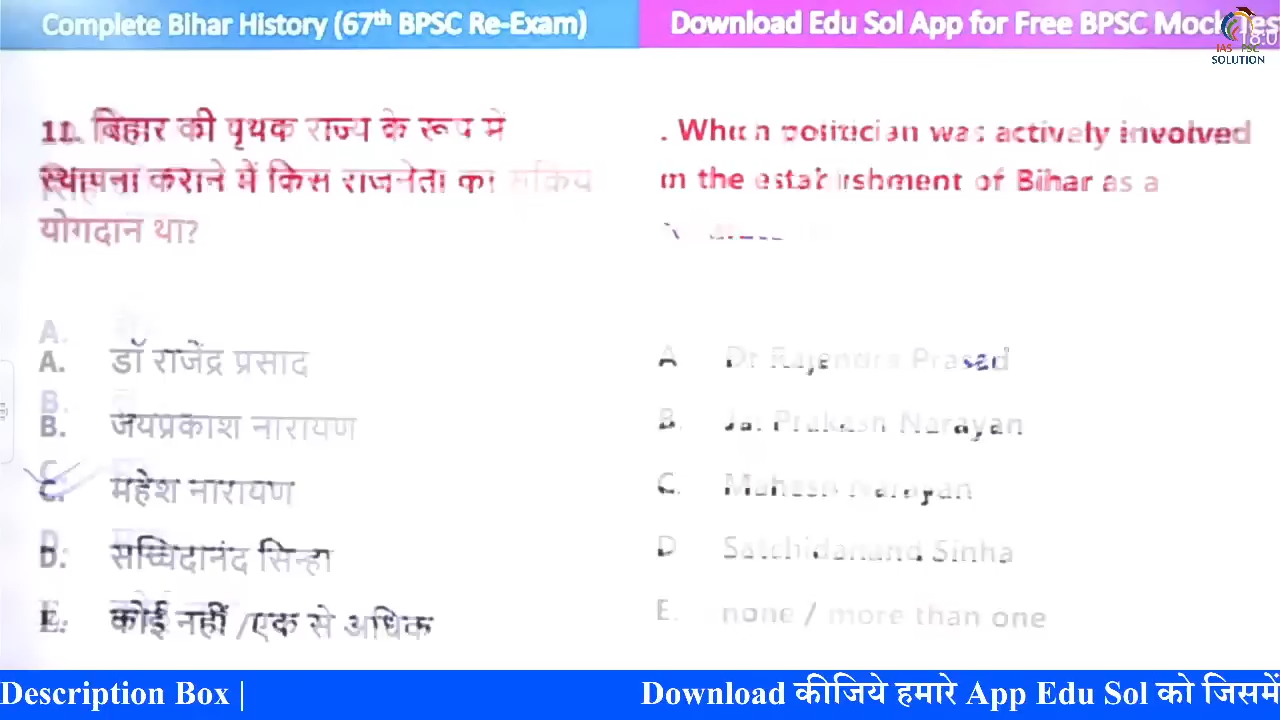 Complete Bihar History (67th BPSC Re-Exam)
Download Edu Sol App for Free BPSC Mock
IAS PSC
SOLUTION
11. बिहार की पृथक राज्य के रूप में
स्थापना कराने में किस राजनेता का सक्रिय
योगदान था?
A. डॉ राजेंद्र प्रसाद
B. जयप्रकाश नारायण
C. महेश नारायण
D. सच्चिदानंद सिन्हा
E. कोई नहीं /एक से अधिक
. Which politician was actively involved
in the establishment of Bihar as a
A Dr Rajendra Prasad
B. Jai Prakash Narayan
C. Mahesh Narayan
D Satchidanand Sinha
E. none / more than one
Description Box |
Download कीजिये हमारे App Edu Sol को जिसमें